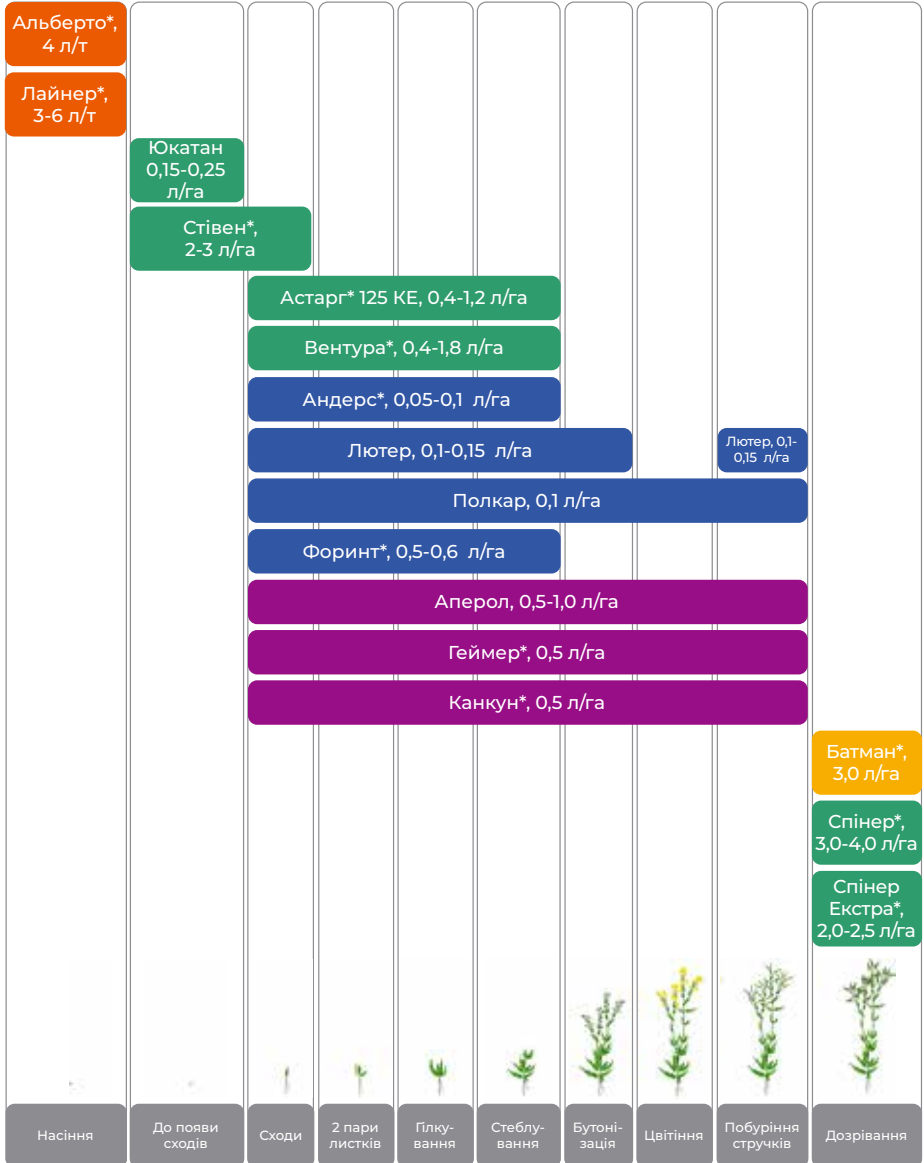 Альберто*,
4 л/т
Лайнер*,
3-6 л/т
Юкатан
0,15-0,25
л/га
Стівен*,
2-3 л/га
Астарг* 125 КЕ, 0,4-1,2 л/га
Вентура*, 0,4-1,8 л/га
Андерс*, 0,05-0,1 л/га
Лютер, 0,1-0,15 л/га
Лютер, 0,1-
0,15 л/га
Полкар, 0,1 л/га
Форинт*, 0,5-0,6 л/га
Аперол, 0,5-1,0 л/га
Геймер*, 0,5 л/га
Канкун*, 0,5 л/га
Батман*,
3,0 л/га
Спінер*,
3,0-4,0 л/га
Спінер
Екстра*,
2,0-2,5 л/га
Насіння
До появи
сходів
Сходи
2 пари
листків
Гілку-
вання
Стеблу-
вання
Бутоні-
зація
Цвітіння
Побуріння
стручків
Дозрівання